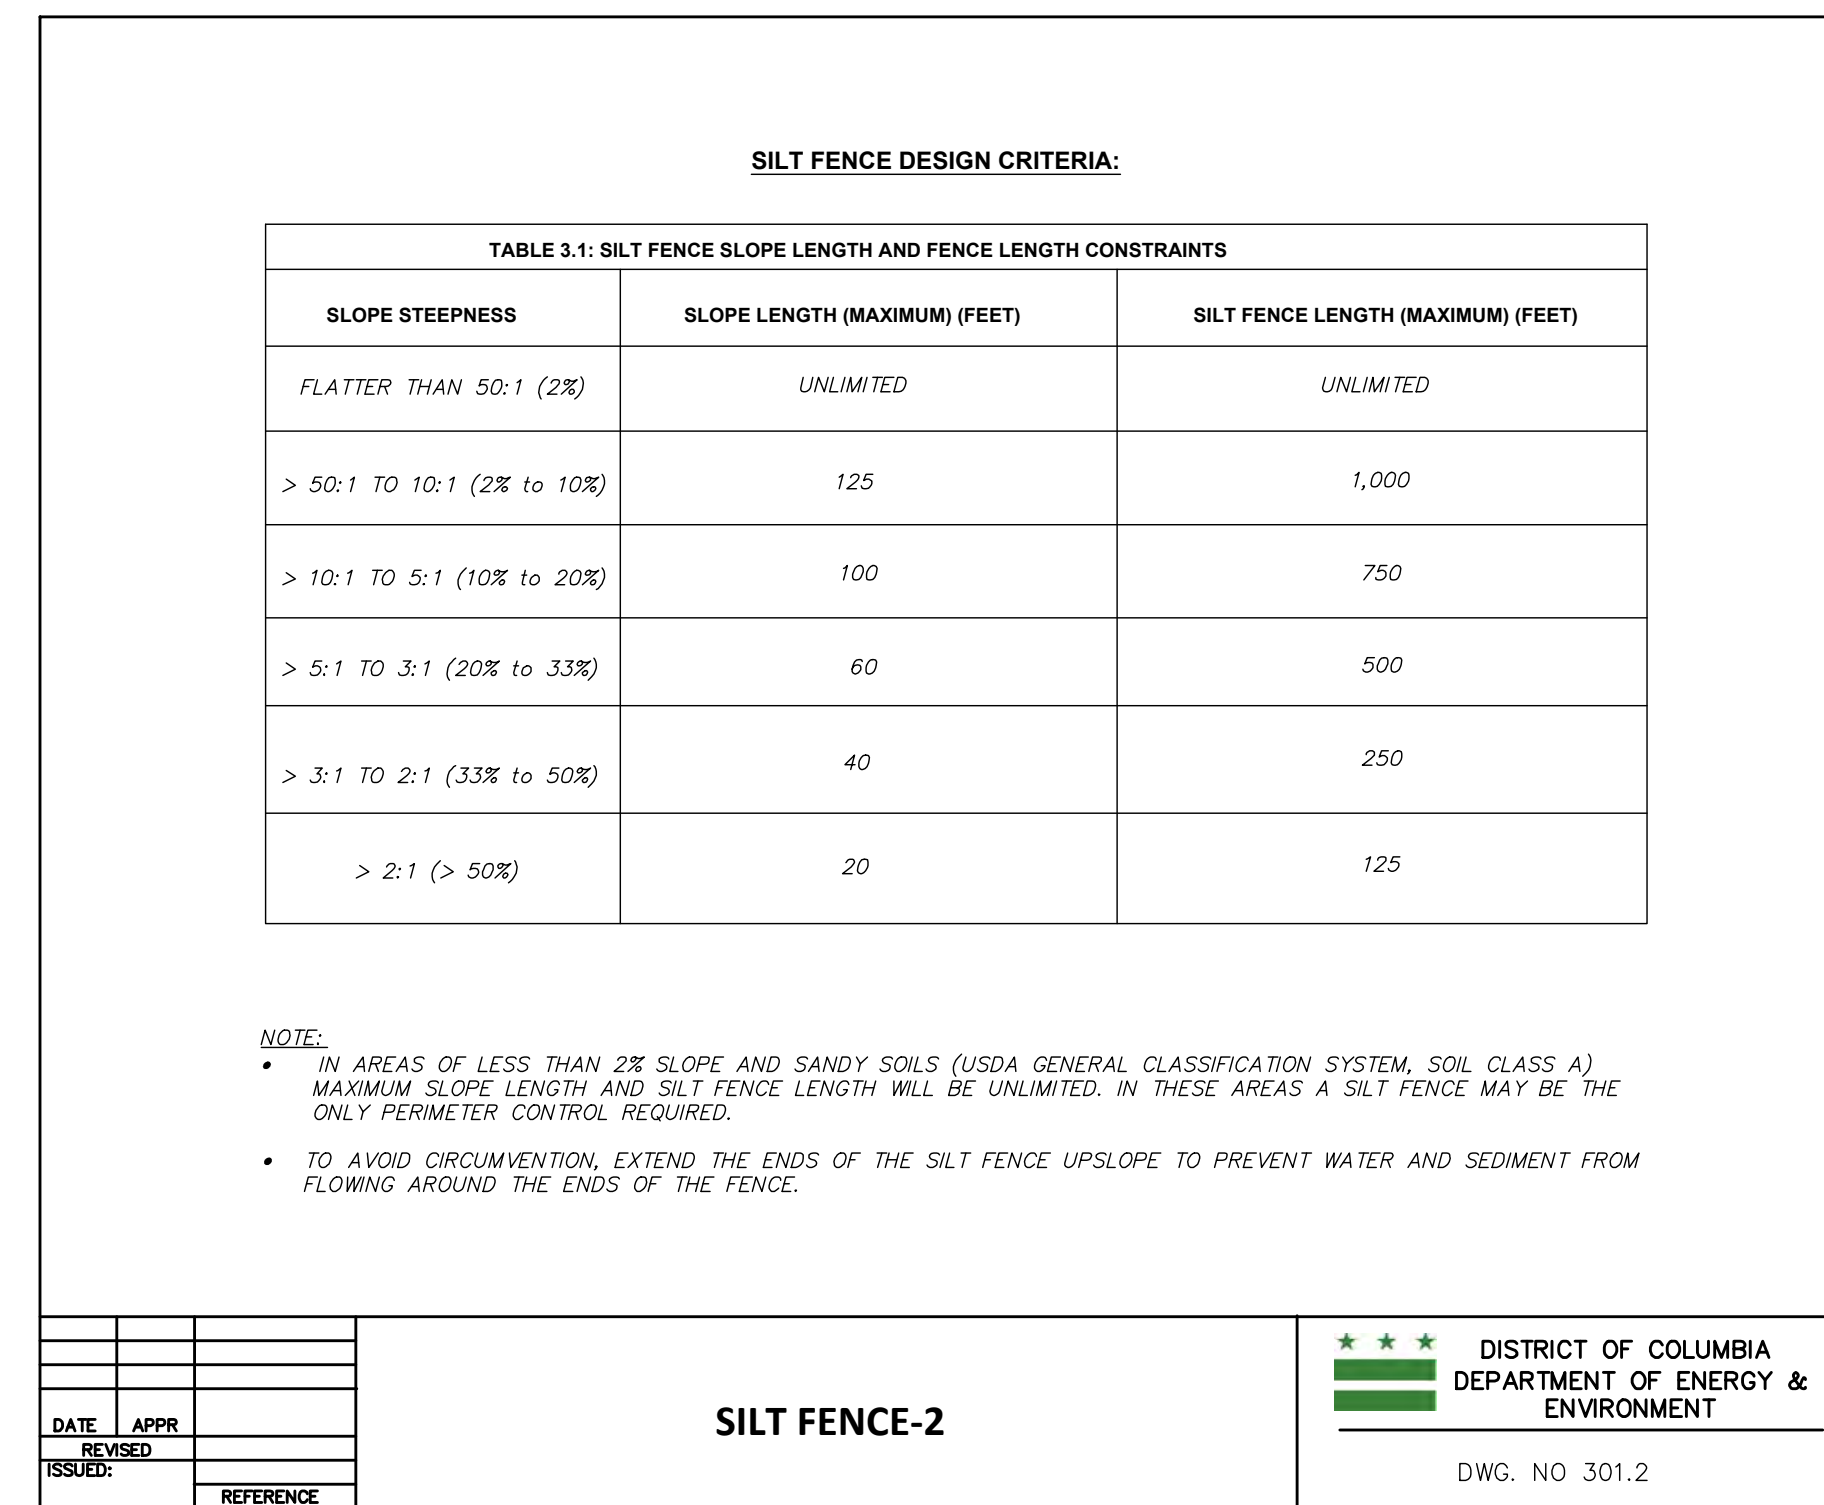 SILT FENCE DESIGN CRITERIA:
TABLE 3.1: SILT FENCE SLOPE LENGTH AND FENCE LENGTH CONSTRAINTS
SLOPE STEEPNESS SLOPE LENGTH (MAXIMUM) (FEET) SILT FENCE LENGTH (MAXIMUM) (FEET)
FLATTER THAN 50:1 (2%) UNLIMITED UNLIMITED
> 50:1 TO 10:1 (2% to 10%) 125 1,000
> 10:1 TO 5:1 (10% to 20%) 100 750
> 5:1 TO 3:1 (20% to 33%) 60 500
> 3:1 TO 2:1 (33% to 50%) 40 250
> 2:1 (> 50%) 20 125
NOTE:
• IN AREAS OF LESS THAN 2% SLOPE AND SANDY SOILS (USDA GENERAL CLASSIFICATION SYSTEM, SOIL CLASS A)
MAXIMUM SLOPE LENGTH AND SILT FENCE LENGTH WILL BE UNLIMITED. IN THESE AREAS A SILT FENCE MAY BE THE
ONLY PERIMETER CONTROL REQUIRED.
• TO AVOID CIRCUMVENTION, EXTEND THE ENDS OF THE SILT FENCE UPSLOPE TO PREVENT WATER AND SEDIMENT FROM
FLOWING AROUND THE ENDS OF THE FENCE.
DATE APPR
REVISED
ISSUED:
REFERENCE
SILT FENCE-2
DISTRICT OF COLUMBIA
DEPARTMENT OF ENERGY &
ENVIRONMENT
DWG. NO 301.2